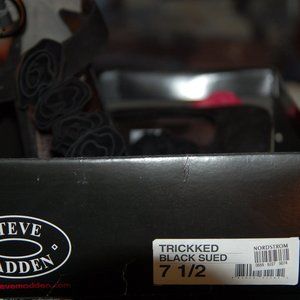 STEVE
MADDEN
stevemadden.com
TRICKKED
BLACK SUED
7 1/2
NORDSTROM